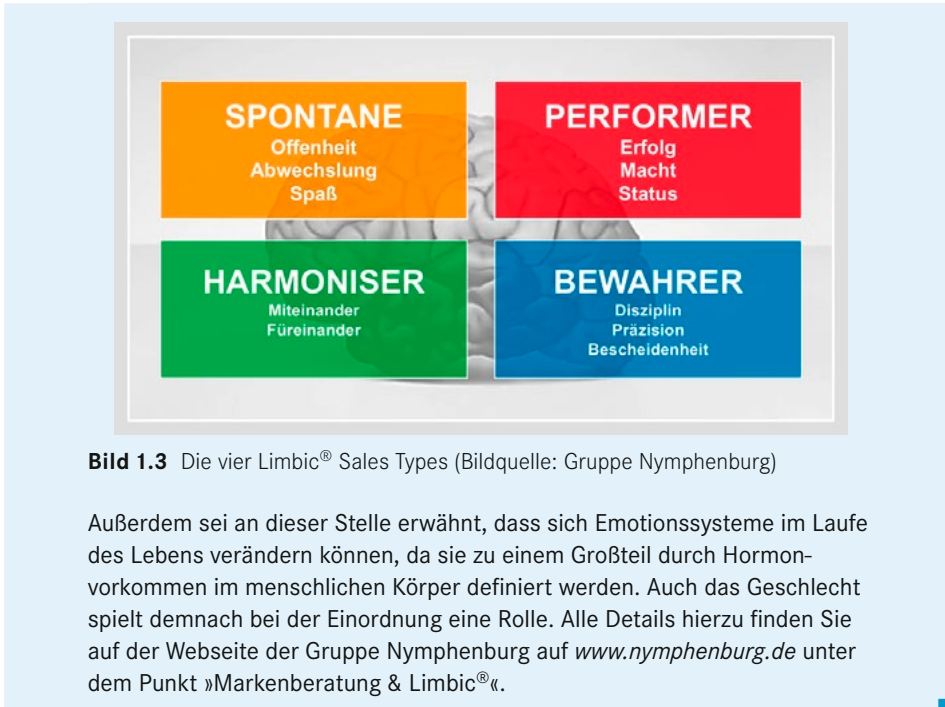 SPONTANE
Offenheit
Abwechslung
Spaß
PERFORMER
Erfolg
Macht
Status
HARMONISER
Miteinander
Füreinander
BEWAHRER
Disziplin
Präzision
Bescheidenheit
Bild 1.3 Die vier Limbic® Sales Types (Bildquelle: Gruppe Nymphenburg)
Außerdem sei an dieser Stelle erwähnt, dass sich Emotionssysteme im Laufe
des Lebens verändern können, da sie zu einem Großteil durch Hormon-
vorkommen im menschlichen Körper definiert werden. Auch das Geschlecht
spielt demnach bei der Einordnung eine Rolle. Alle Details hierzu finden Sie
auf der Webseite der Gruppe Nymphenburg auf www.nymphenburg.de unter
dem Punkt »Markenberatung & Limbic®«.